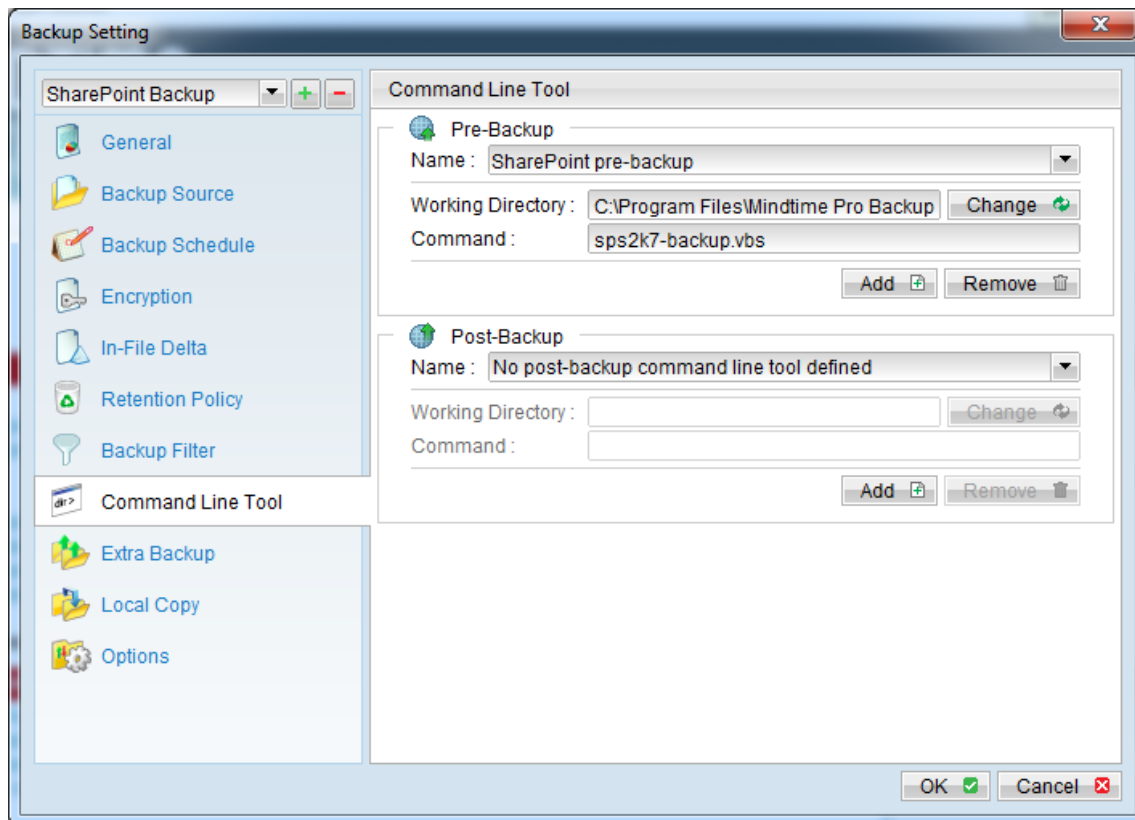 Backup Setting
SharePoint Backup
General
Backup Source
Backup Schedule
Encryption
In-File Delta
Retention Policy
Backup Filter
dir>
Command Line Tool
Extra Backup
Local Copy
Options
Command Line Tool
Pre-Backup
Name : SharePoint pre-backup
Working Directory : C:\Program Files\Mindtime Pro Backup Change
Command : sps2k7-backup.vbs
Add Remove
Post-Backup
Name : No post-backup command line tool defined
Working Directory : Change
Command :
Add Remove
OK Cancel